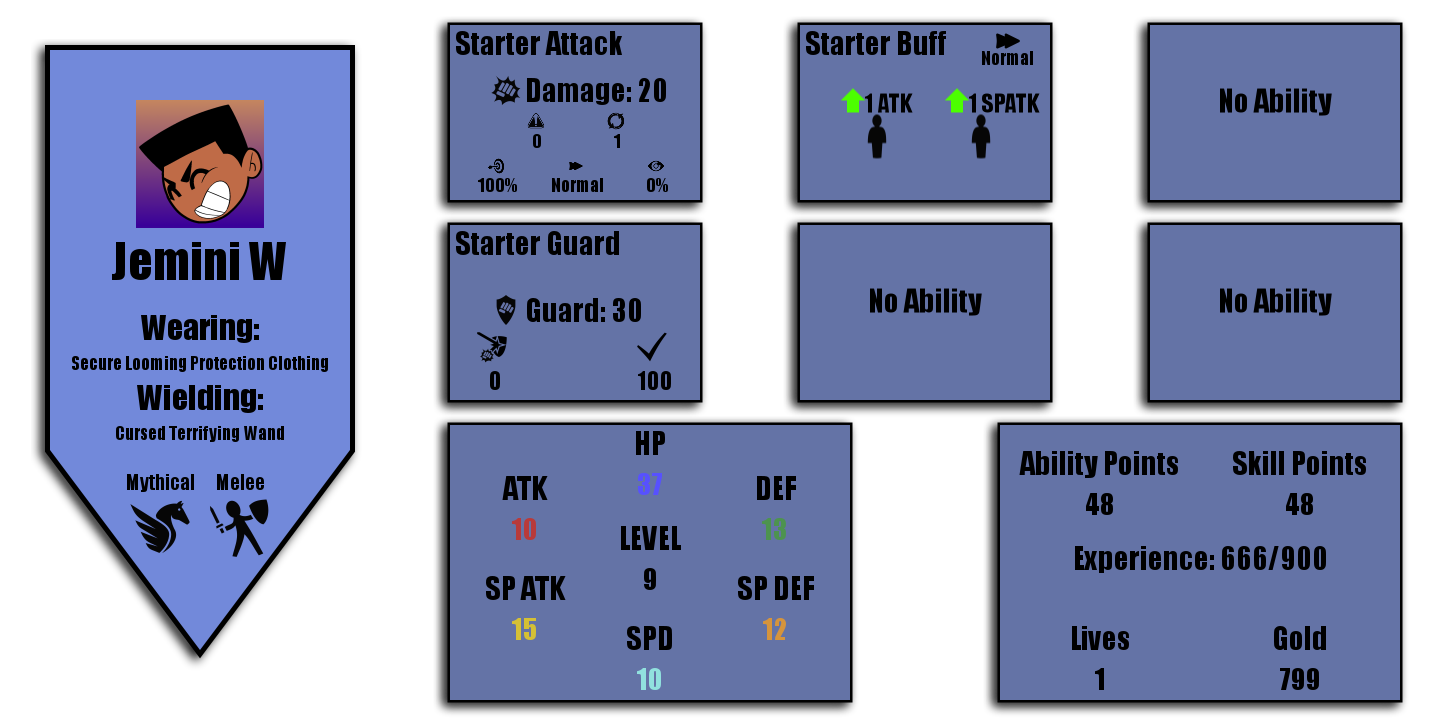 Jemini W
Wearing:
Secure Looming Protection Clothing
Wielding:
Cursed Terrifying Wand
Mythical Melee
Starter Attack
Damage: 20
0 1
100% Normal 0%
Starter Buff
Normal
1 ATK 1 SPATK
No Ability
Starter Guard
Guard: 30
0 100
No Ability
No Ability
HP
37
ATK
10
DEF
13
LEVEL
9
SP ATK
15
SP DEF
12
SPD
10
Ability Points Skill Points
48 48
Experience: 666/900
Lives Gold
1 799